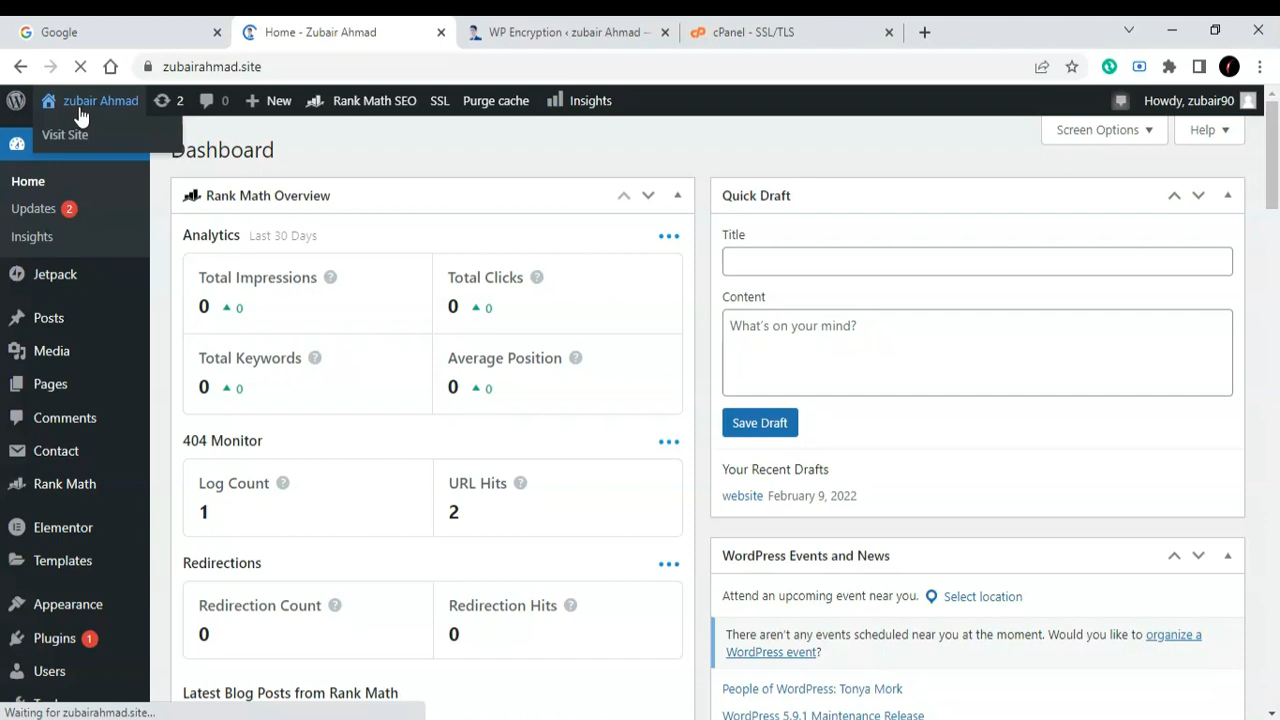 Google
Home - Zubair Ahmad
WP Encryption ‹ zubair Ahmad —
cPanel - SSL/TLS
zubairahmad.site
zubair Ahmad
2
0
New
Rank Math SEO
SSL
Purge cache
Insights
Howdy, zubair90
Visit Site
Dashboard
Screen Options
Help
Home
Updates 2
Insights
Jetpack
Posts
Media
Pages
Comments
Contact
Rank Math
Elementor
Templates
Appearance
Plugins 1
Users
Rank Math Overview
Analytics Last 30 Days
Total Impressions
0 0
Total Clicks
0 0
Total Keywords
0 0
Average Position
0 0
404 Monitor
Log Count
1
URL Hits
2
Redirections
Redirection Count
0
Redirection Hits
0
Latest Blog Posts from Rank Math
Quick Draft
Title
Content
What's on your mind?
Save Draft
Your Recent Drafts
website February 9, 2022
WordPress Events and News
Attend an upcoming event near you. Select location
There aren't any events scheduled near you at the moment. Would you like to organize a
WordPress event?
People of WordPress: Tonya Mork
WordPress 5.9.1 Maintenance Release
Waiting for zubairahmad.site...